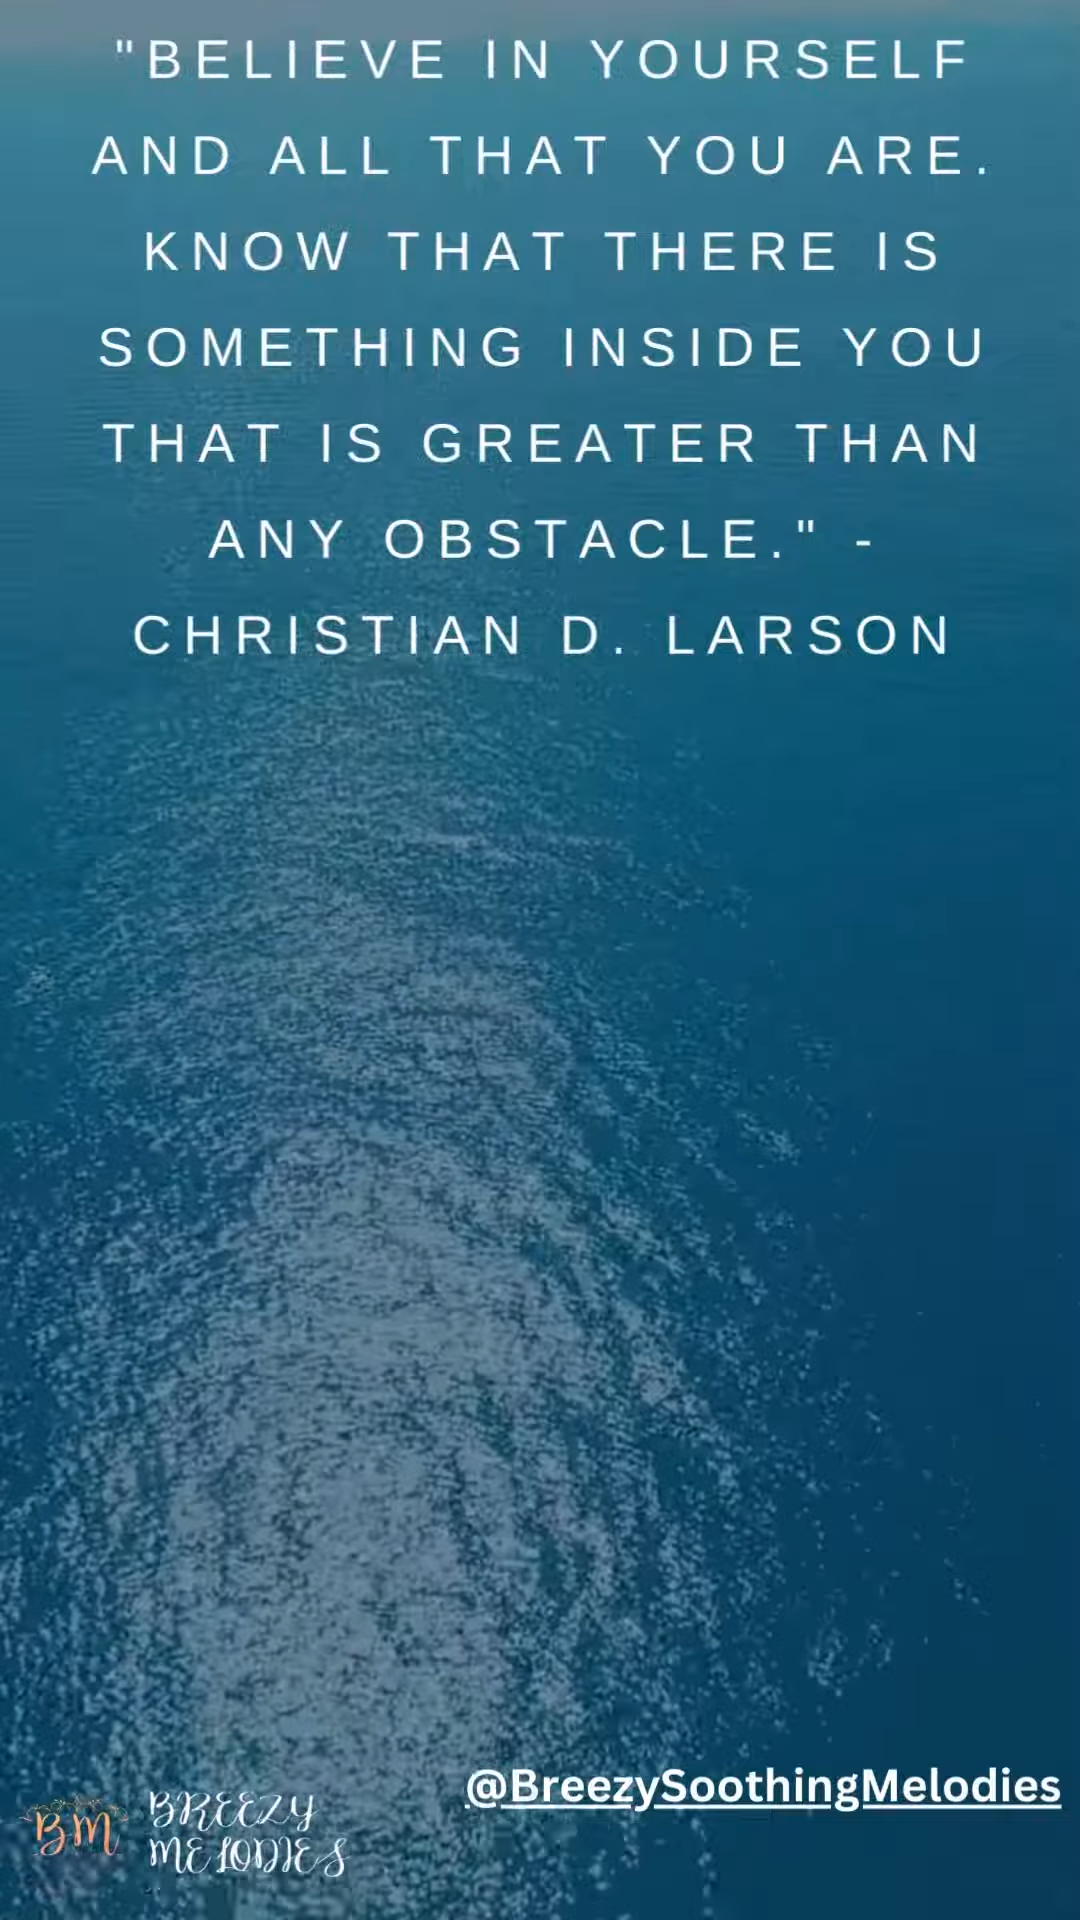 "BELIEVE IN YOURSELF
AND ALL THAT YOU ARE.
KNOW THAT THERE IS
SOMETHING INSIDE YOU
THAT IS GREATER THAN
ANY OBSTACLE." -
CHRISTIAN D. LARSON
@BreezySoothingMelodies
BM
BREEZY
MELODIES